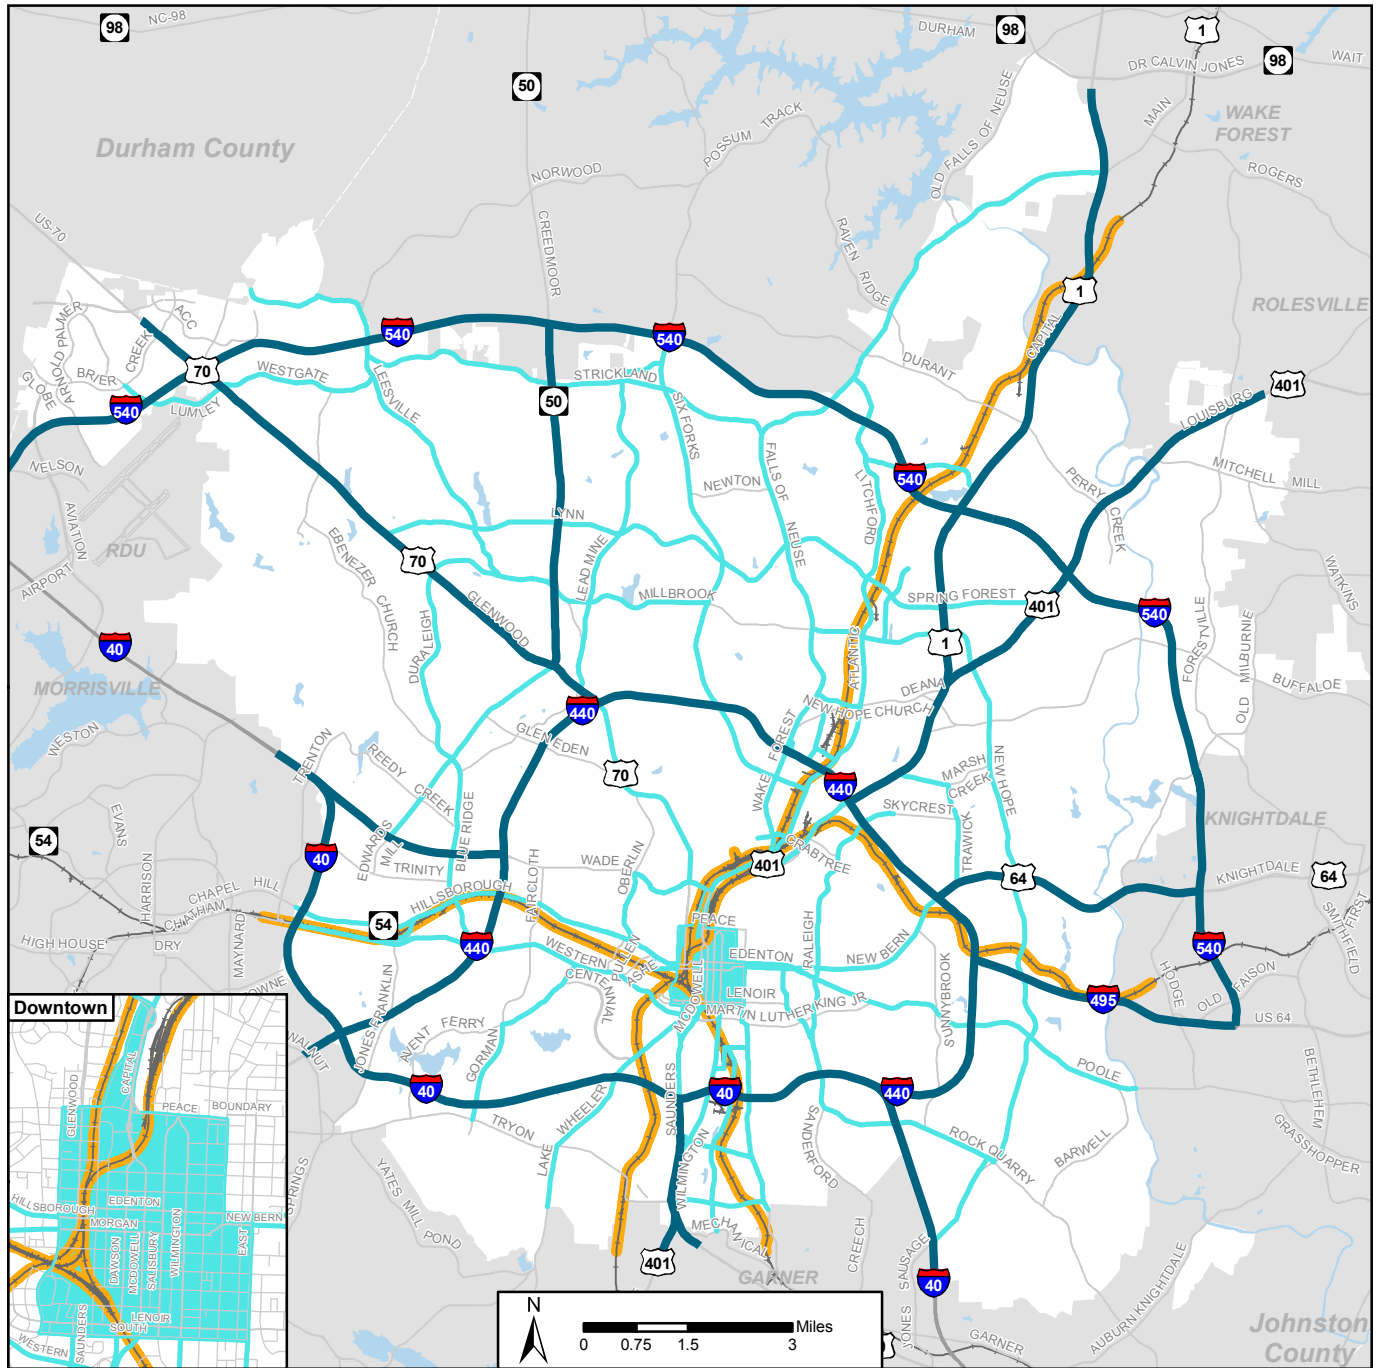 98
NC-98
DURHAM
98
1
DR CALVIN JONES
98
WAIT
50
OLD FALLS OF NEUSE
MAIN
WAKE
FOREST
Durham County
POSSUM TRACK
NORWOOD
ROGERS
US-70
CREEDMOOR
RAVEN RIDGE
1
ROLESVILLE
ARNOLD PALMER
ACC
CREEK
540
540
CAPITAL
70
WESTGATE
LEESVILLE
STRICKLAND
DURANT
GLOBE
BRIER
540
LUMLEY
50
SIX FORKS
401
LOUISBURG
NELSON
FALLS OF
NEUSE
LITCHFORD
540
PERRY
CREEK
MITCHELL MILL
NEWTON
AVIATION
LYNN
RDU
EBENEZER
CHURCH
70
LEAD MINE
WATKINS
AIRPORT
GLENWOOD
MILLBROOK
SPRING FOREST
401
540
DURALEIGH
FORESTVILLE
OLD MILBURNIE
40
1
ATLANTIC
MORRISVILLE
DEANA
BUFFALOE
440
NEW HOPE CHURCH
WESTON
TRENTON
REEDY
CREEK
GLEN EDEN
70
WAKE FOREST
440
MARSH
CREEK
NEW HOPE
EVANS
SKYCREST
KNIGHTDALE
54
40
EDWARDS
MILL
BLUE RIDGE
TRINITY
FAIRCLOTH
WADE
OBERLIN
401
CRABTREE
TRAWICK
64
KNIGHTDALE
64
HARRISON
CHAPEL HILL
CHATHAM
HILLSBOROUGH
FIRST
SMITHFIELD
HIGH HOUSE
DRY
MAYNARD
54
440
PEACE
RALEIGH
WESTERN
PULLEN
ASHE
EDENTON
NEW BERN
540
CENTENNIAL
MCDOWELL
LENOIR
SUNNYBROOK
HODGE
OLD FAISON
JONES FRANKLIN
MARTIN LUTHER KING JR
495
US 64
AVENT FERRY
GORMAN
WALNUT
POOLE
BETHLEHEM
40
SAUNDERS
40
440
WHEELER
LAKE
TRYON
WILMINGTON
SANDERFORD
ROCK QUARRY
BARWELL
GRASSHOPPER
YATES MILL POND
SPRINGS
MECHANICAL
401
GARNER
CREECH
JONES SAUSAGE
40
AUBURN KNIGHTDALE
GARNER
Johnston
County
Downtown
GLENWOOD
CAPITAL
PEACE
BOUNDARY
HILLSBOROUGH
EDENTON
MORGAN
NEW BERN
DAWSON
MCDOWELL
SALISBURY
WILMINGTON
EAST
LENOIR
SOUTH
SAUNDERS
WESTERN
N
0 0.75 1.5 3 Miles